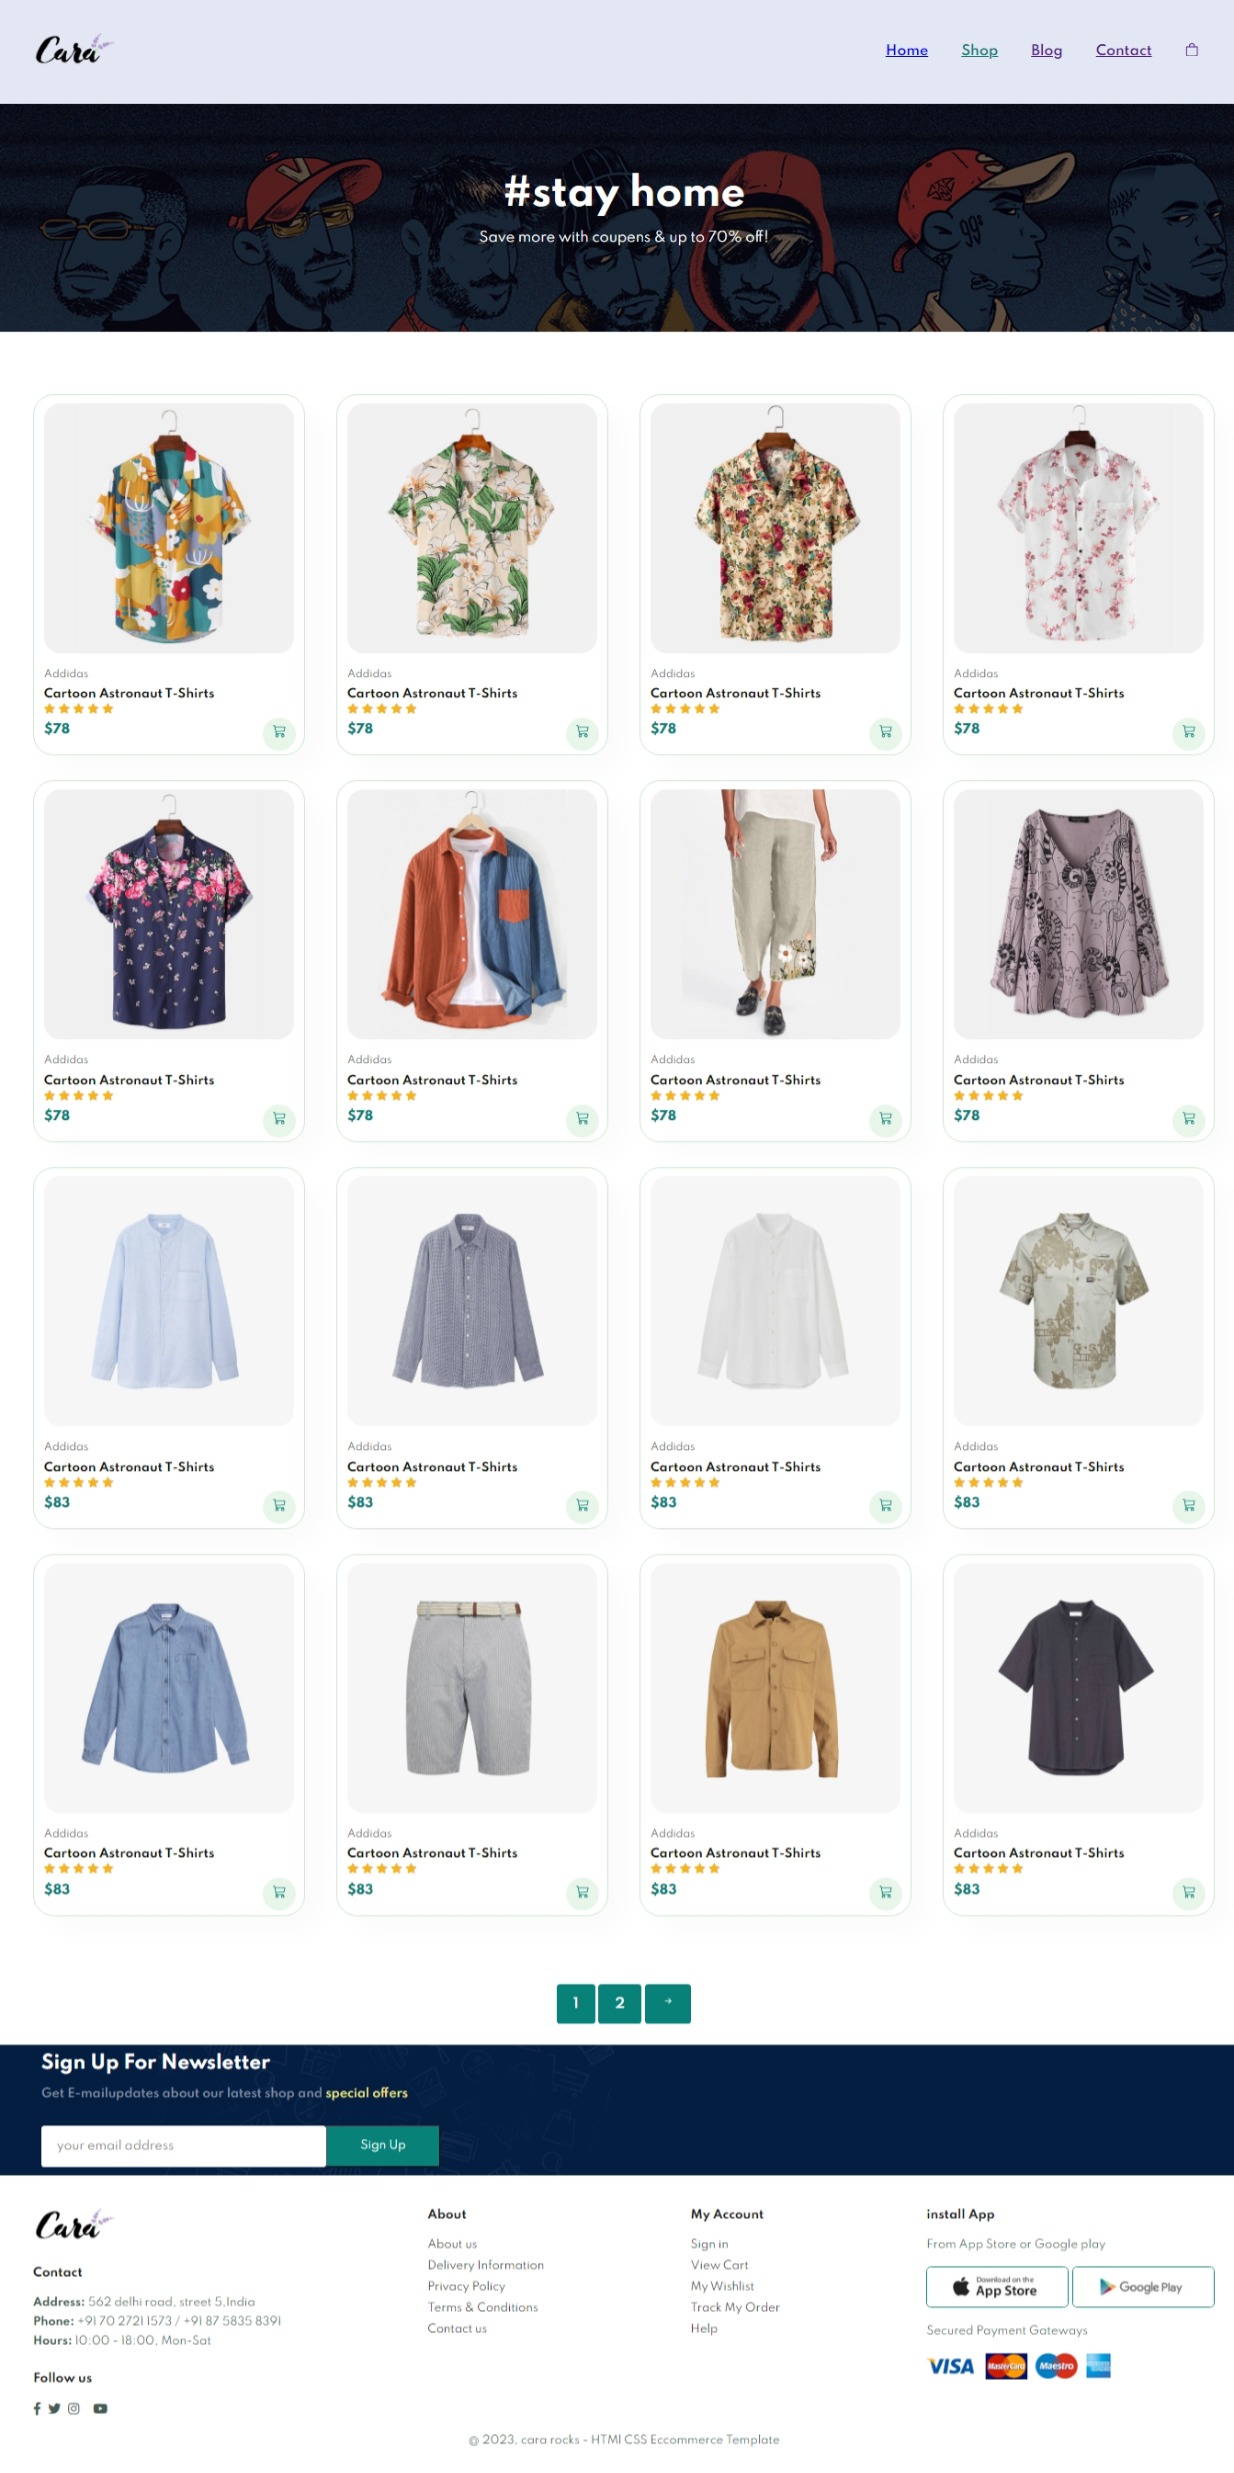 Cara
Home Shop Blog Contact
#stay home
Save more with coupens & up to 70% off!
Addidas Addidas Addidas Addidas
Cartoon Astronaut T-Shirts Cartoon Astronaut T-Shirts Cartoon Astronaut T-Shirts Cartoon Astronaut T-Shirts
$78 $78 $78 $78
Addidas Addidas Addidas Addidas
Cartoon Astronaut T-Shirts Cartoon Astronaut T-Shirts Cartoon Astronaut T-Shirts Cartoon Astronaut T-Shirts
$78 $78 $78 $78
Addidas Addidas Addidas Addidas
Cartoon Astronaut T-Shirts Cartoon Astronaut T-Shirts Cartoon Astronaut T-Shirts Cartoon Astronaut T-Shirts
$83 $83 $83 $83
Addidas Addidas Addidas Addidas
Cartoon Astronaut T-Shirts Cartoon Astronaut T-Shirts Cartoon Astronaut T-Shirts Cartoon Astronaut T-Shirts
$83 $83 $83 $83
1 2 →
Sign Up For Newsletter
Get E-mailupdates about our latest shop and special offers
your email address Sign Up
Cara
Contact
Address: 562 delhi road, street 5,India
Phone: +91 70 2721 1573 / +91 87 5835 8391
Hours: 10:00 - 18:00, Mon-Sat
Follow us
About
About us
Delivery Information
Privacy Policy
Terms & Conditions
Contact us
My Account
Sign in
View Cart
My Wishlist
Track My Order
Help
install App
From App Store or Google play
Download on the
App Store
Google Play
Secured Payment Gateways
VISA MasterCard Maestro
@ 2023, cara rocks - HTMl CSS Eccommerce Template